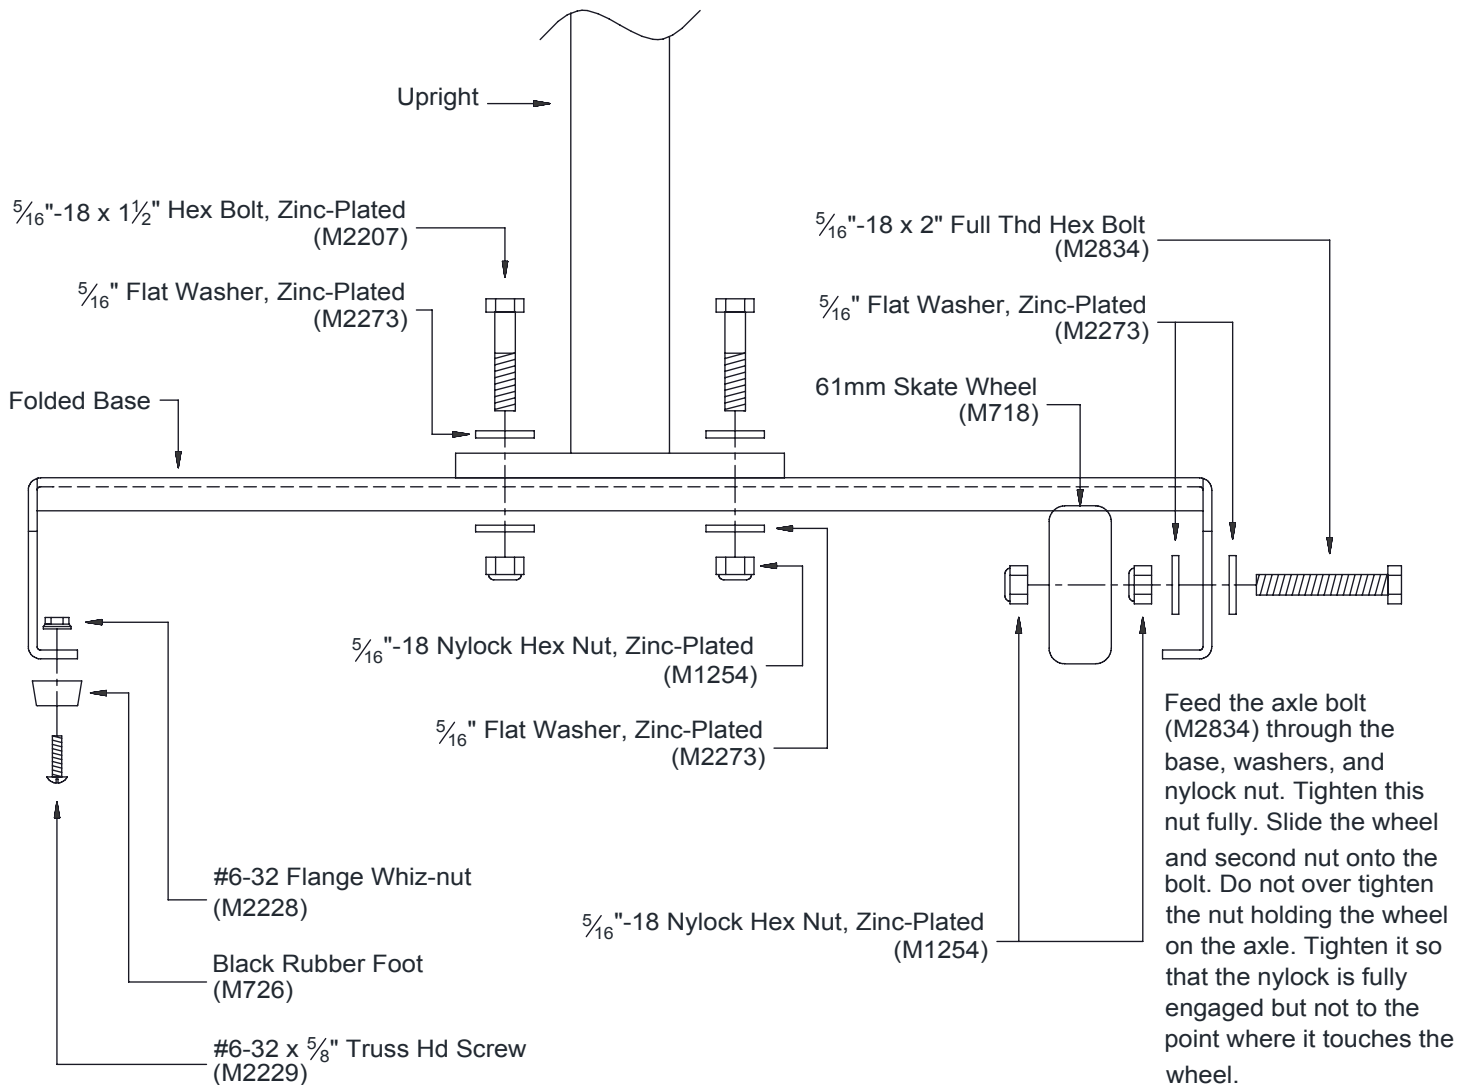 Upright
5⁄16"-18 x 1 1⁄2" Hex Bolt, Zinc-Plated
(M2207)
5⁄16" Flat Washer, Zinc-Plated
(M2273)
Folded Base
5⁄16"-18 x 2" Full Thd Hex Bolt
(M2834)
5⁄16" Flat Washer, Zinc-Plated
(M2273)
61mm Skate Wheel
(M718)
5⁄16"-18 Nylock Hex Nut, Zinc-Plated
(M1254)
5⁄16" Flat Washer, Zinc-Plated
(M2273)
#6-32 Flange Whiz-nut
(M2228)
Black Rubber Foot
(M726)
#6-32 x 5⁄8" Truss Hd Screw
(M2229)
5⁄16"-18 Nylock Hex Nut, Zinc-Plated
(M1254)
Feed the axle bolt
(M2834) through the
base, washers, and
nylock nut. Tighten this
nut fully. Slide the wheel
and second nut onto the
bolt. Do not over tighten
the nut holding the wheel
on the axle. Tighten it so
that the nylock is fully
engaged but not to the
point where it touches the
wheel.